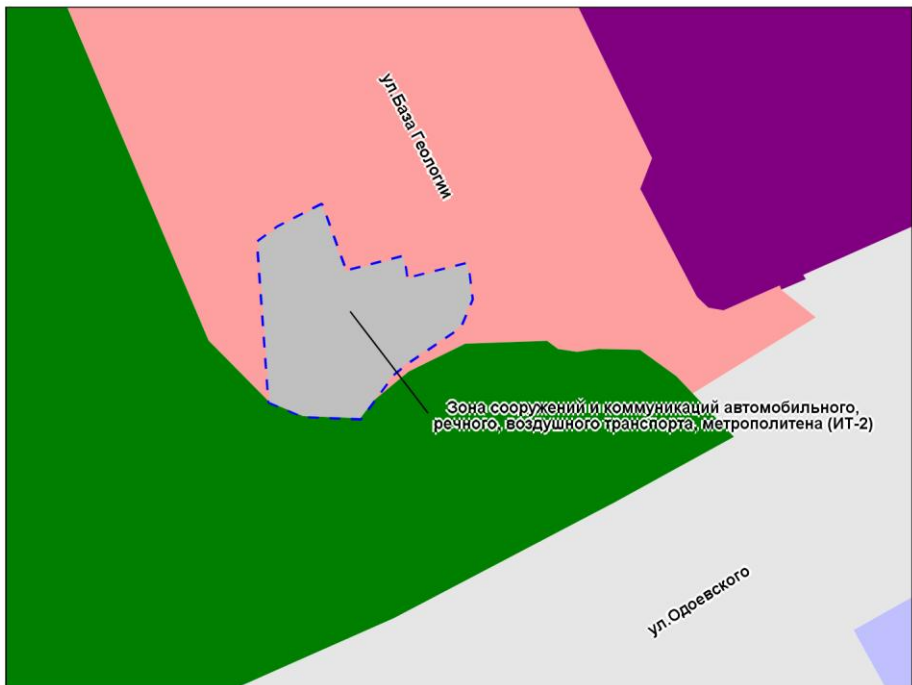 ул.База Геологии
Зона сооружений и коммуникаций автомобильного,
речного, воздушного транспорта, метрополитена (ИТ-2)
ул.Одоевского